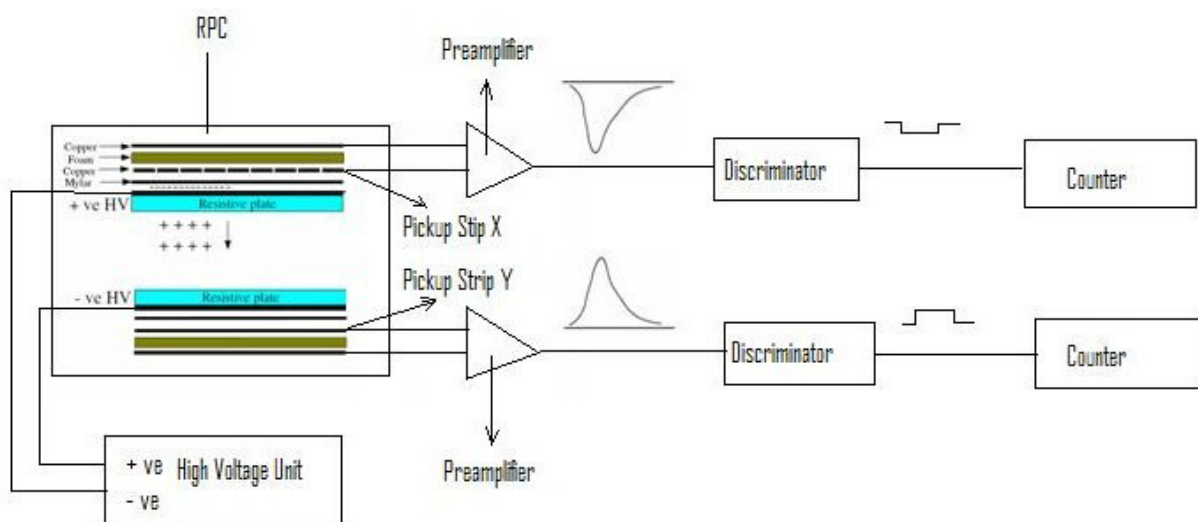 RPC
Preamplifier
Copper
Foam
Copper
Mylar
+ ve HV
Resistive plate
+ + + +
+ + + +
Pickup Stip X
Discriminator
Counter
- ve HV
Resistive plate
Pickup Strip Y
Discriminator
Counter
Preamplifier
+ ve High Voltage Unit
- ve